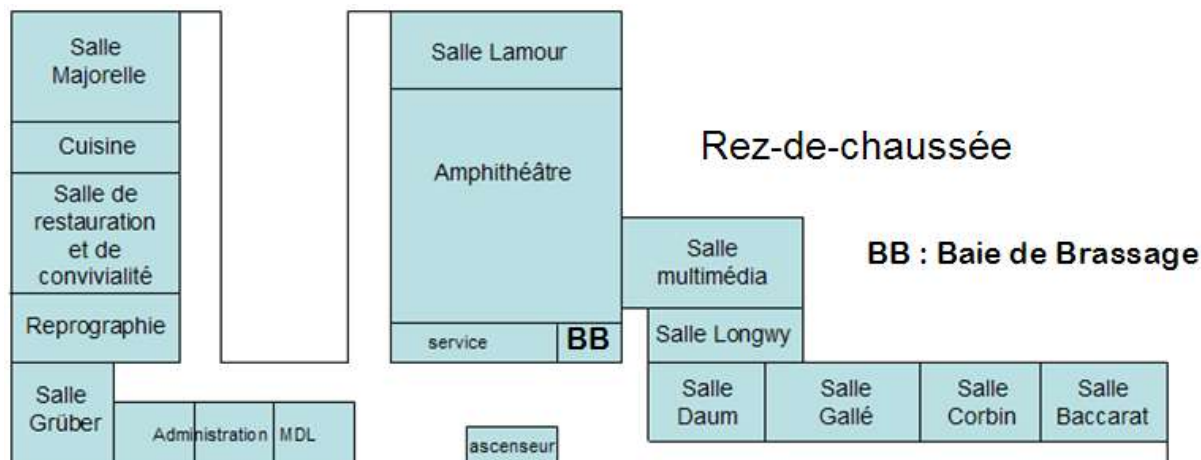 Salle
Majorelle
Cuisine
Salle de
restauration
et de
convivialité
Reprographie
Salle
Grüber
Administration
MDL
Salle Lamour
Amphithéâtre
service
BB
ascenseur
Rez-de-chaussée
BB : Baie de Brassage
Salle
multimédia
Salle Longwy
Salle
Daum
Salle
Gallé
Salle
Corbin
Salle
Baccarat